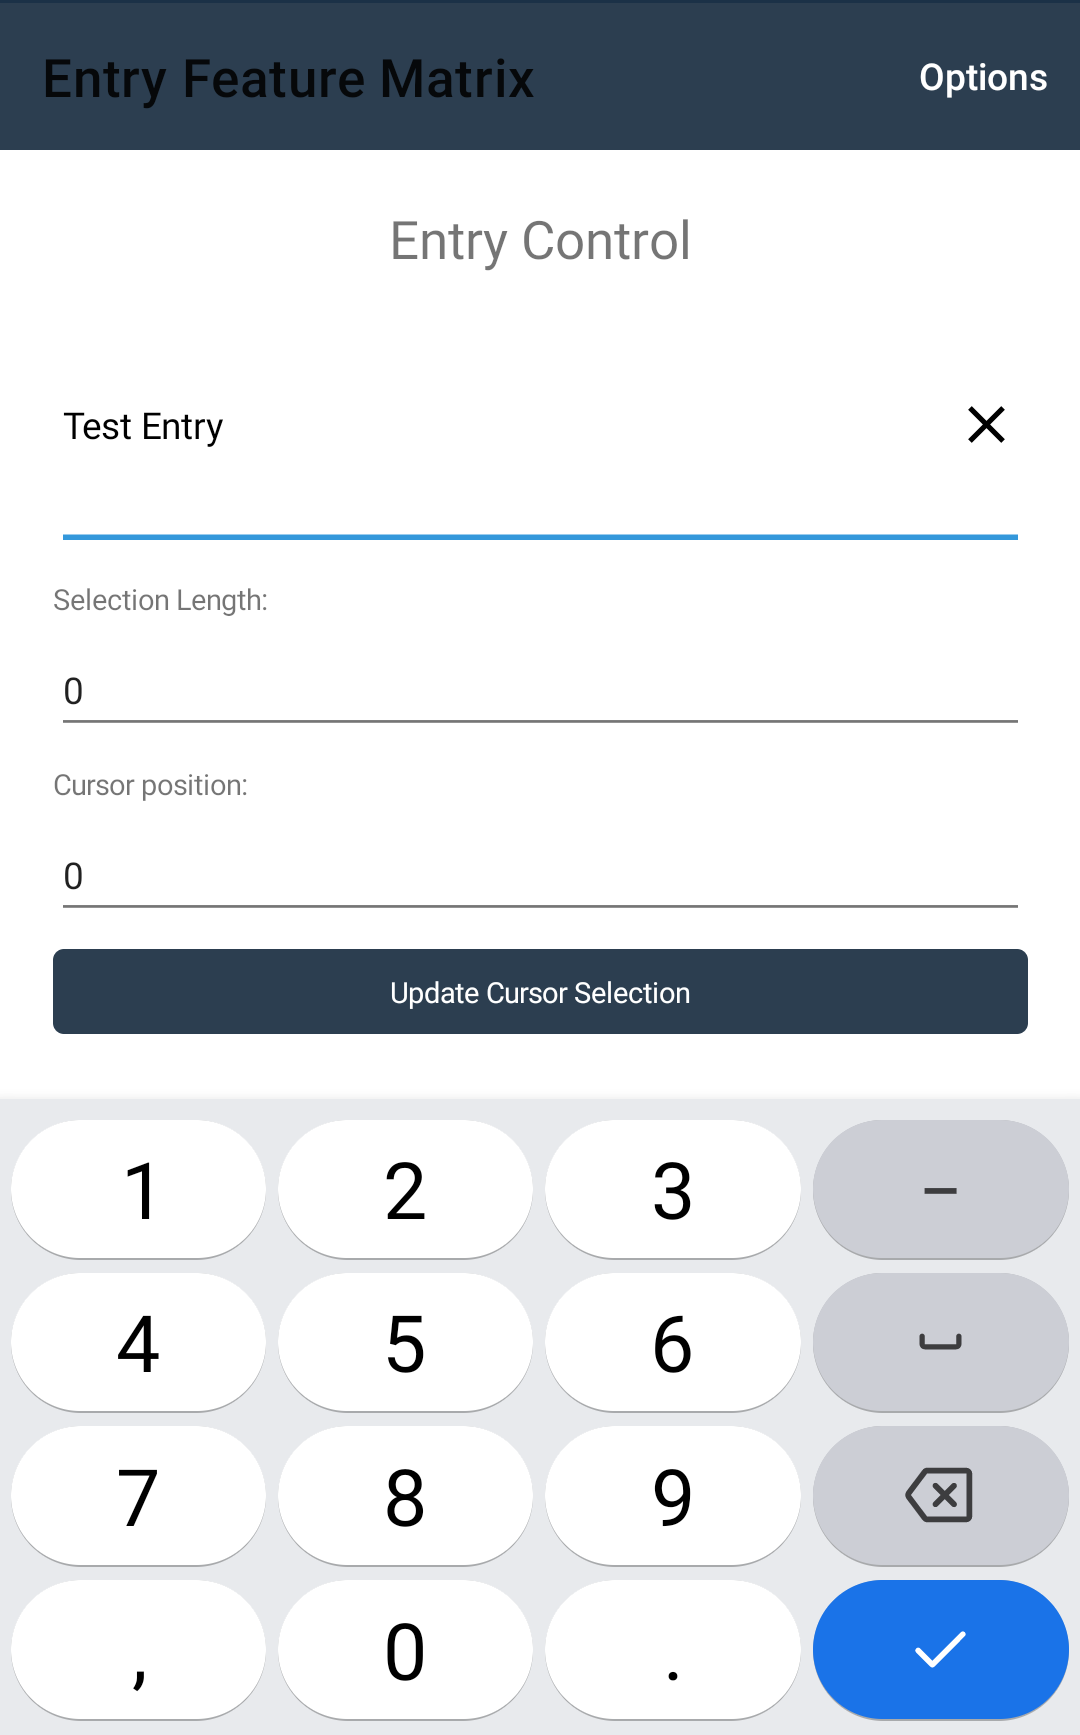 Entry Feature Matrix
Options
Entry Control
Test Entry
Selection Length:
0
Cursor position:
0
Update Cursor Selection
1 2 3 –
4 5 6
7 8 9
, 0 .